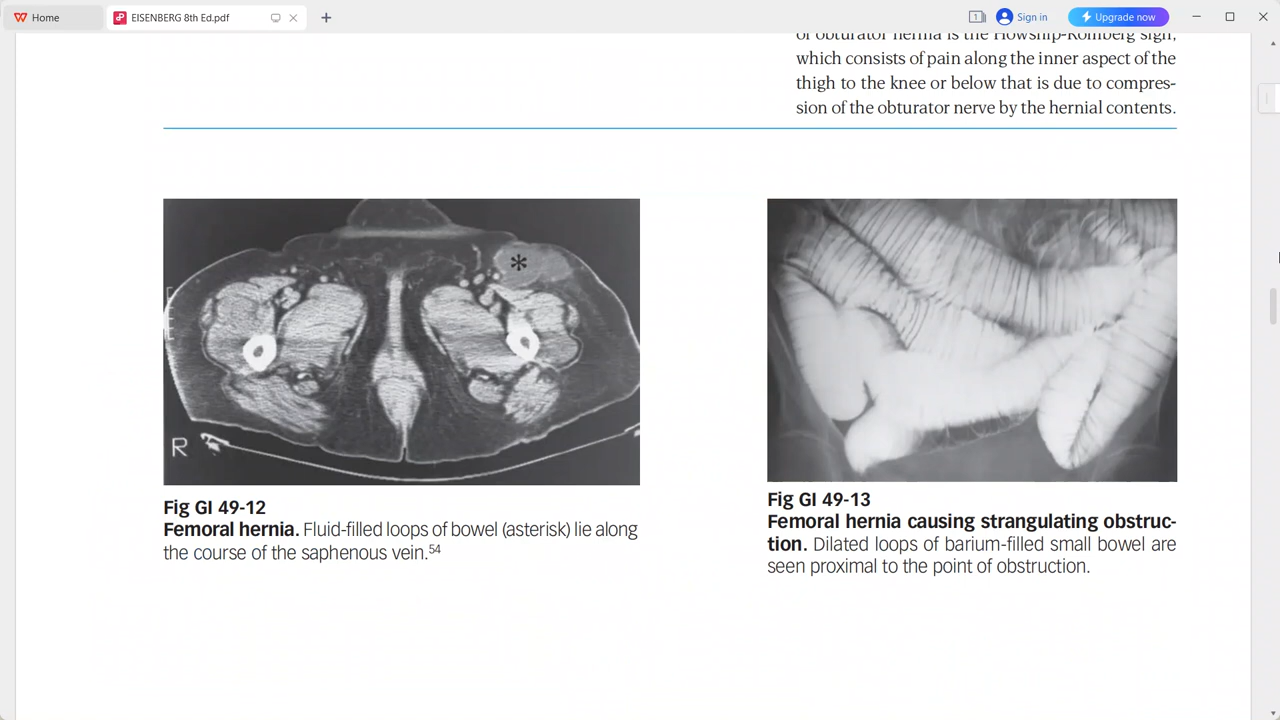 Home
EISENBERG 8th Ed.pdf
1
Sign in
Upgrade now
of obturator hernia is the Howship-Romberg sign,
which consists of pain along the inner aspect of the
thigh to the knee or below that is due to compres-
sion of the obturator nerve by the hernial contents.
*
R
Fig GI 49-12
Femoral hernia. Fluid-filled loops of bowel (asterisk) lie along
the course of the saphenous vein.54
Fig GI 49-13
Femoral hernia causing strangulating obstruc-
tion. Dilated loops of barium-filled small bowel are
seen proximal to the point of obstruction.